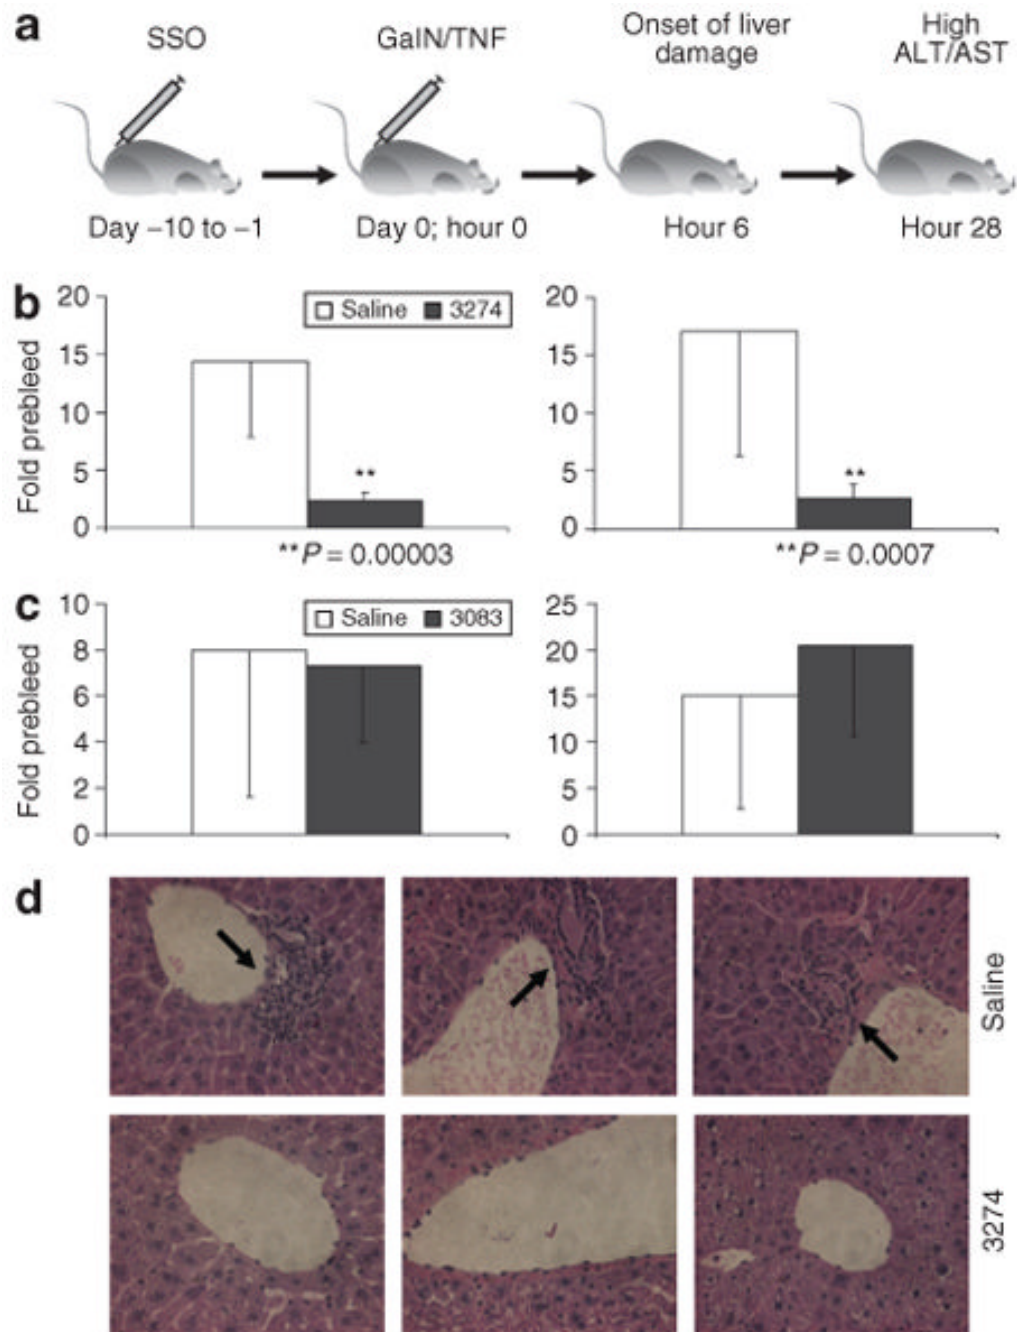 a
SSO
GalN/TNF
Onset of liver
damage
High
ALT/AST
Day –10 to –1
Day 0; hour 0
Hour 6
Hour 28
b
Fold prebleed
20
15
10
5
0
Saline 3274
**
**P = 0.00003
20
15
10
5
0
**
**P = 0.0007
c
Fold prebleed
10
8
6
4
2
0
Saline 3083
25
20
15
10
5
0
d
Saline
3274